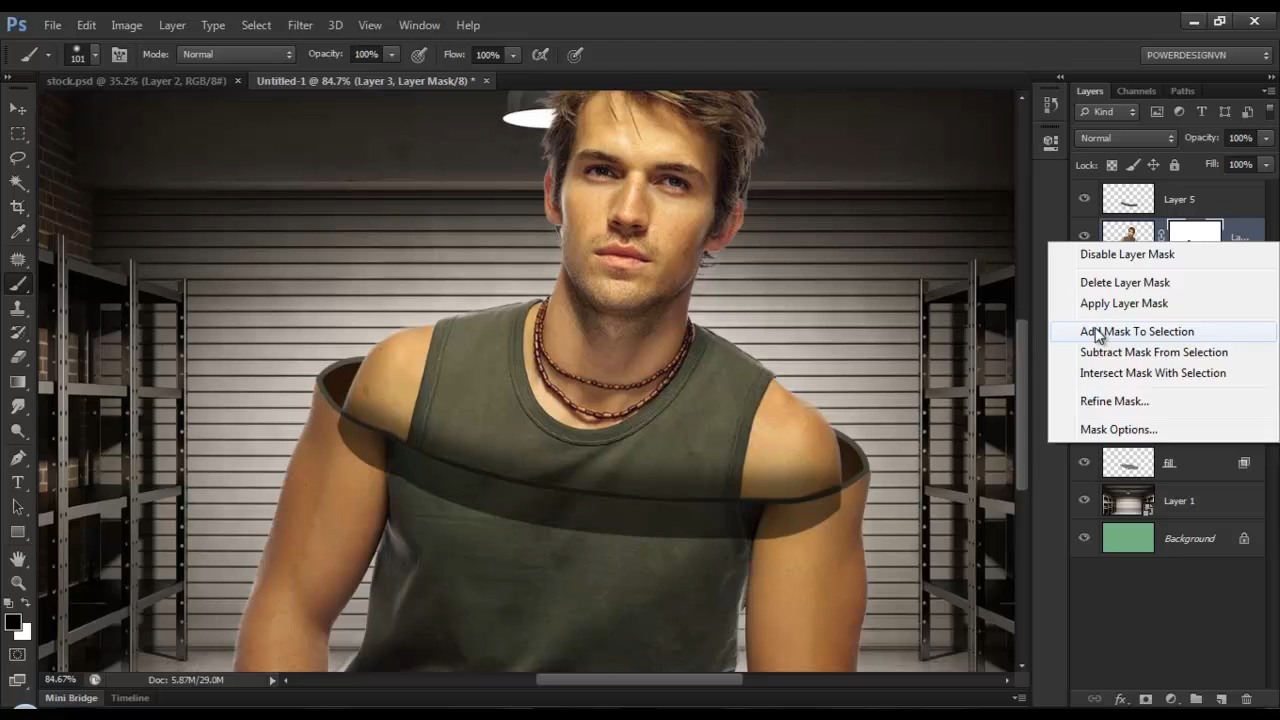 Ps File Edit Image Layer Type Select Filter 3D View Window Help
101 Mode: Normal Opacity: 100% Flow: 100% POWERDESIGNVN
stock.psd @ 35.2% (Layer 2, RGB/8#) × Untitled-1 @ 84.7% (Layer 3, Layer Mask/8) * ×
Layers Channels Paths
Kind
Normal Opacity: 100%
Lock: Fill: 100%
Layer 5
La...
Disable Layer Mask
Delete Layer Mask
Apply Layer Mask
Add Mask To Selection
Subtract Mask From Selection
Intersect Mask With Selection
Refine Mask...
Mask Options...
fill
Layer 1
Background
84.67% Doc: 5.87M/29.0M
Mini Bridge Timeline